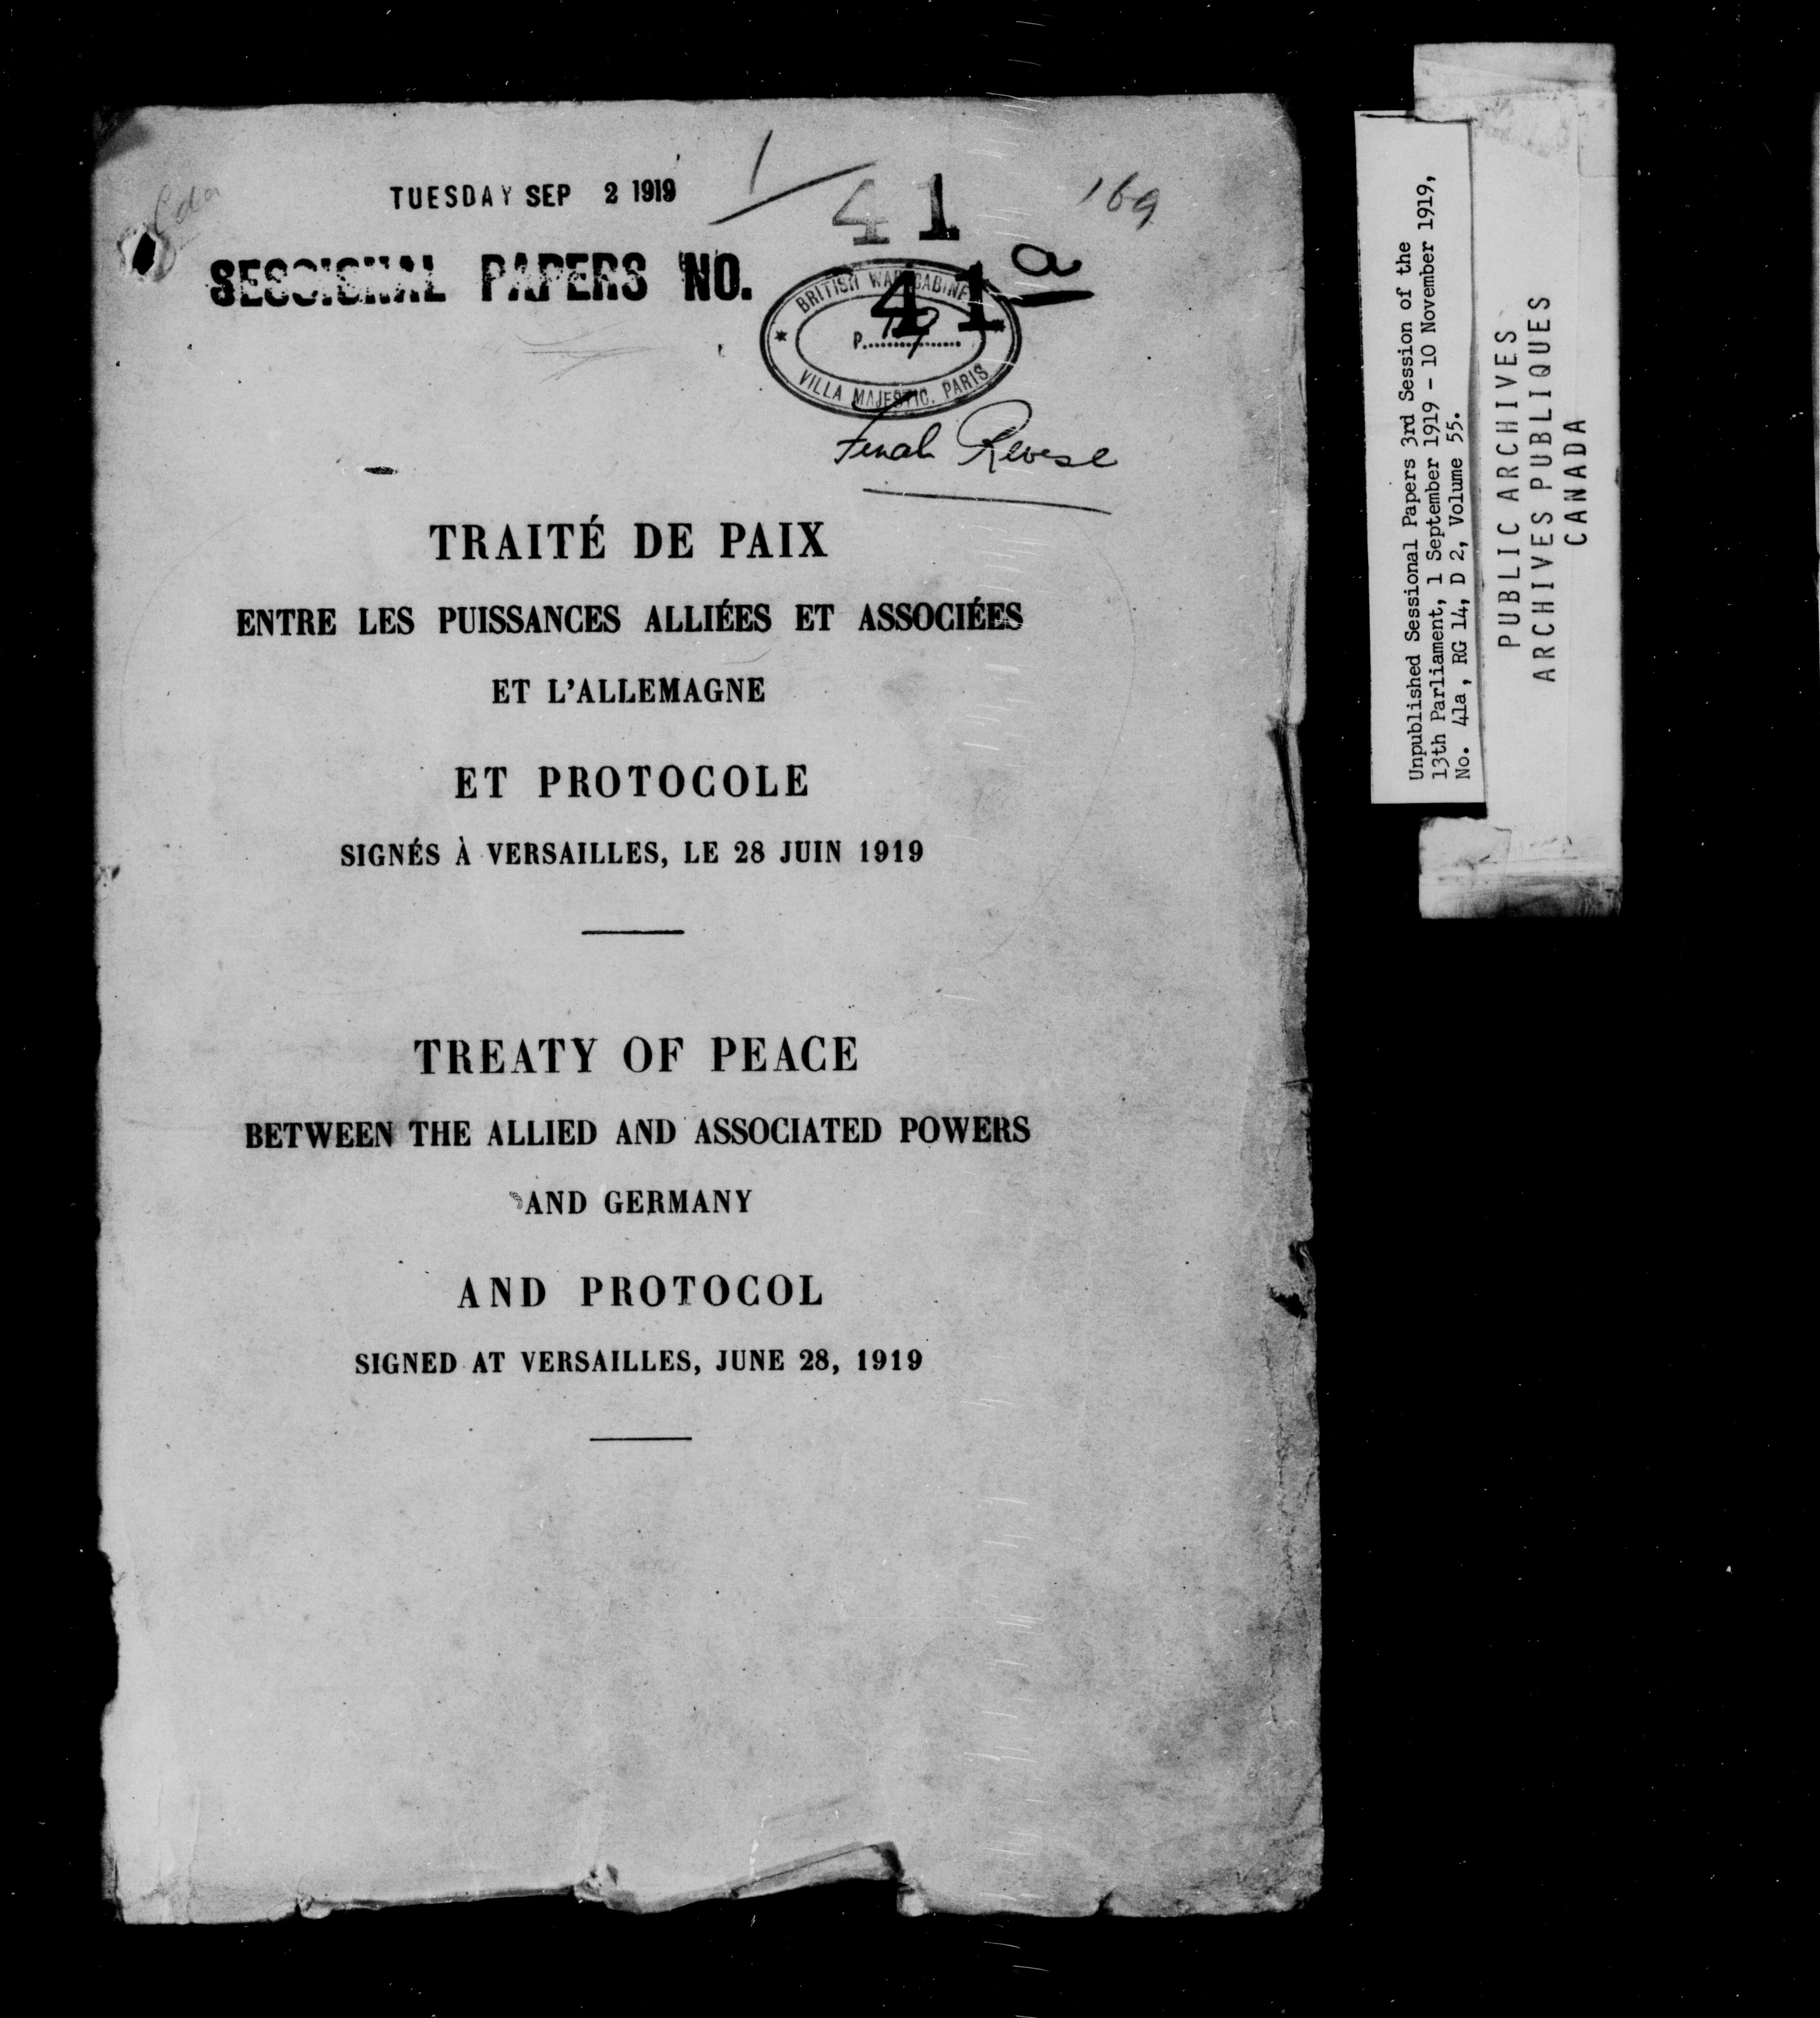 TUESDAY SEP 2 1919
41
169
SESSIONAL PAPERS NO.
41a
BRITISH WAR CABINET
P.
VILLA MAJESTIC. PARIS
Final Revise
TRAITÉ DE PAIX
ENTRE LES PUISSANCES ALLIÉES ET ASSOCIÉES
ET L'ALLEMAGNE
ET PROTOCOLE
SIGNÉS À VERSAILLES, LE 28 JUIN 1919
TREATY OF PEACE
BETWEEN THE ALLIED AND ASSOCIATED POWERS
AND GERMANY
AND PROTOCOL
SIGNED AT VERSAILLES, JUNE 28, 1919
Unpublished Sessional Papers 3rd Session of the
13th Parliament, 1 September 1919 - 10 November 1919,
No. 41a, RG 14, D 2, Volume 55.
PUBLIC ARCHIVES
ARCHIVES PUBLIQUES
CANADA